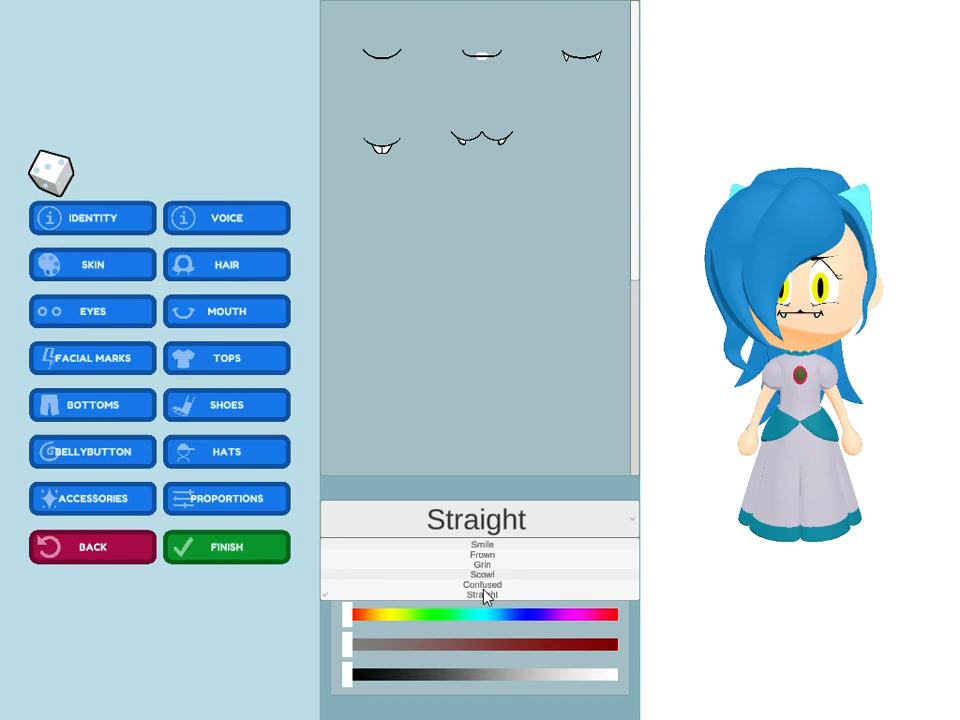 IDENTITY
VOICE
SKIN
HAIR
EYES
MOUTH
FACIAL MARKS
TOPS
BOTTOMS
SHOES
BELLYBUTTON
HATS
ACCESSORIES
PROPORTIONS
BACK
FINISH
Straight
Smile
Frown
Grin
Scowl
Confused
Straight